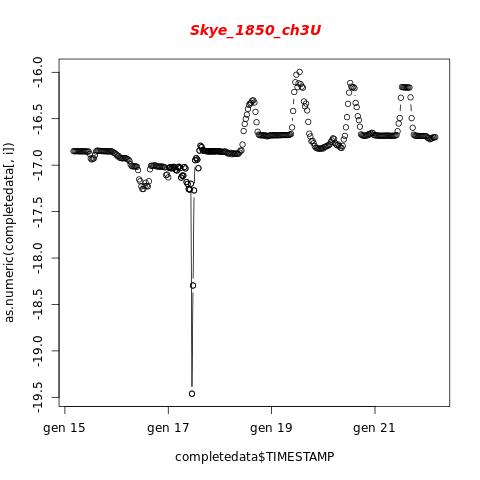 Skye_1850_ch3U
as.numeric(completedata[, i])
-16.0
-16.5
-17.0
-17.5
-18.0
-18.5
-19.0
-19.5
gen 15 gen 17 gen 19 gen 21
completedata$TIMESTAMP